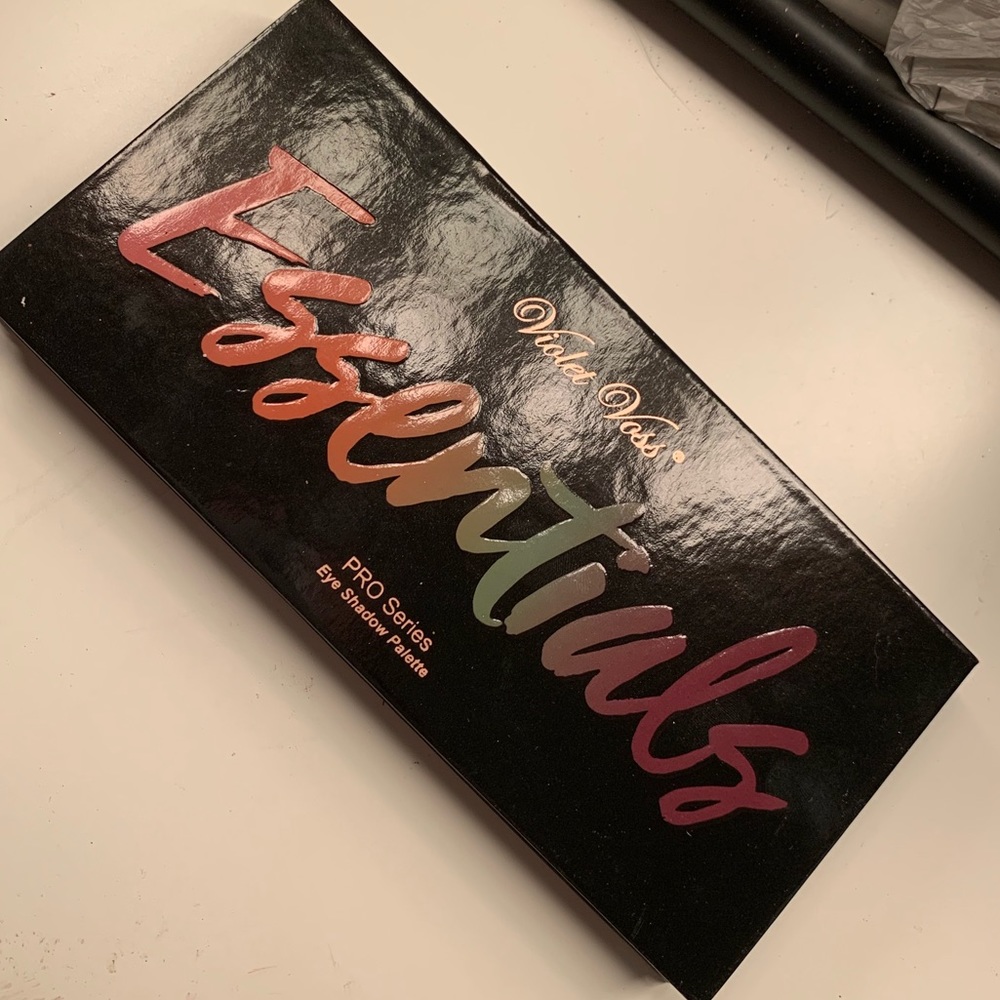 Violet Voss®
Essentials
PRO Series
Eye Shadow Palette